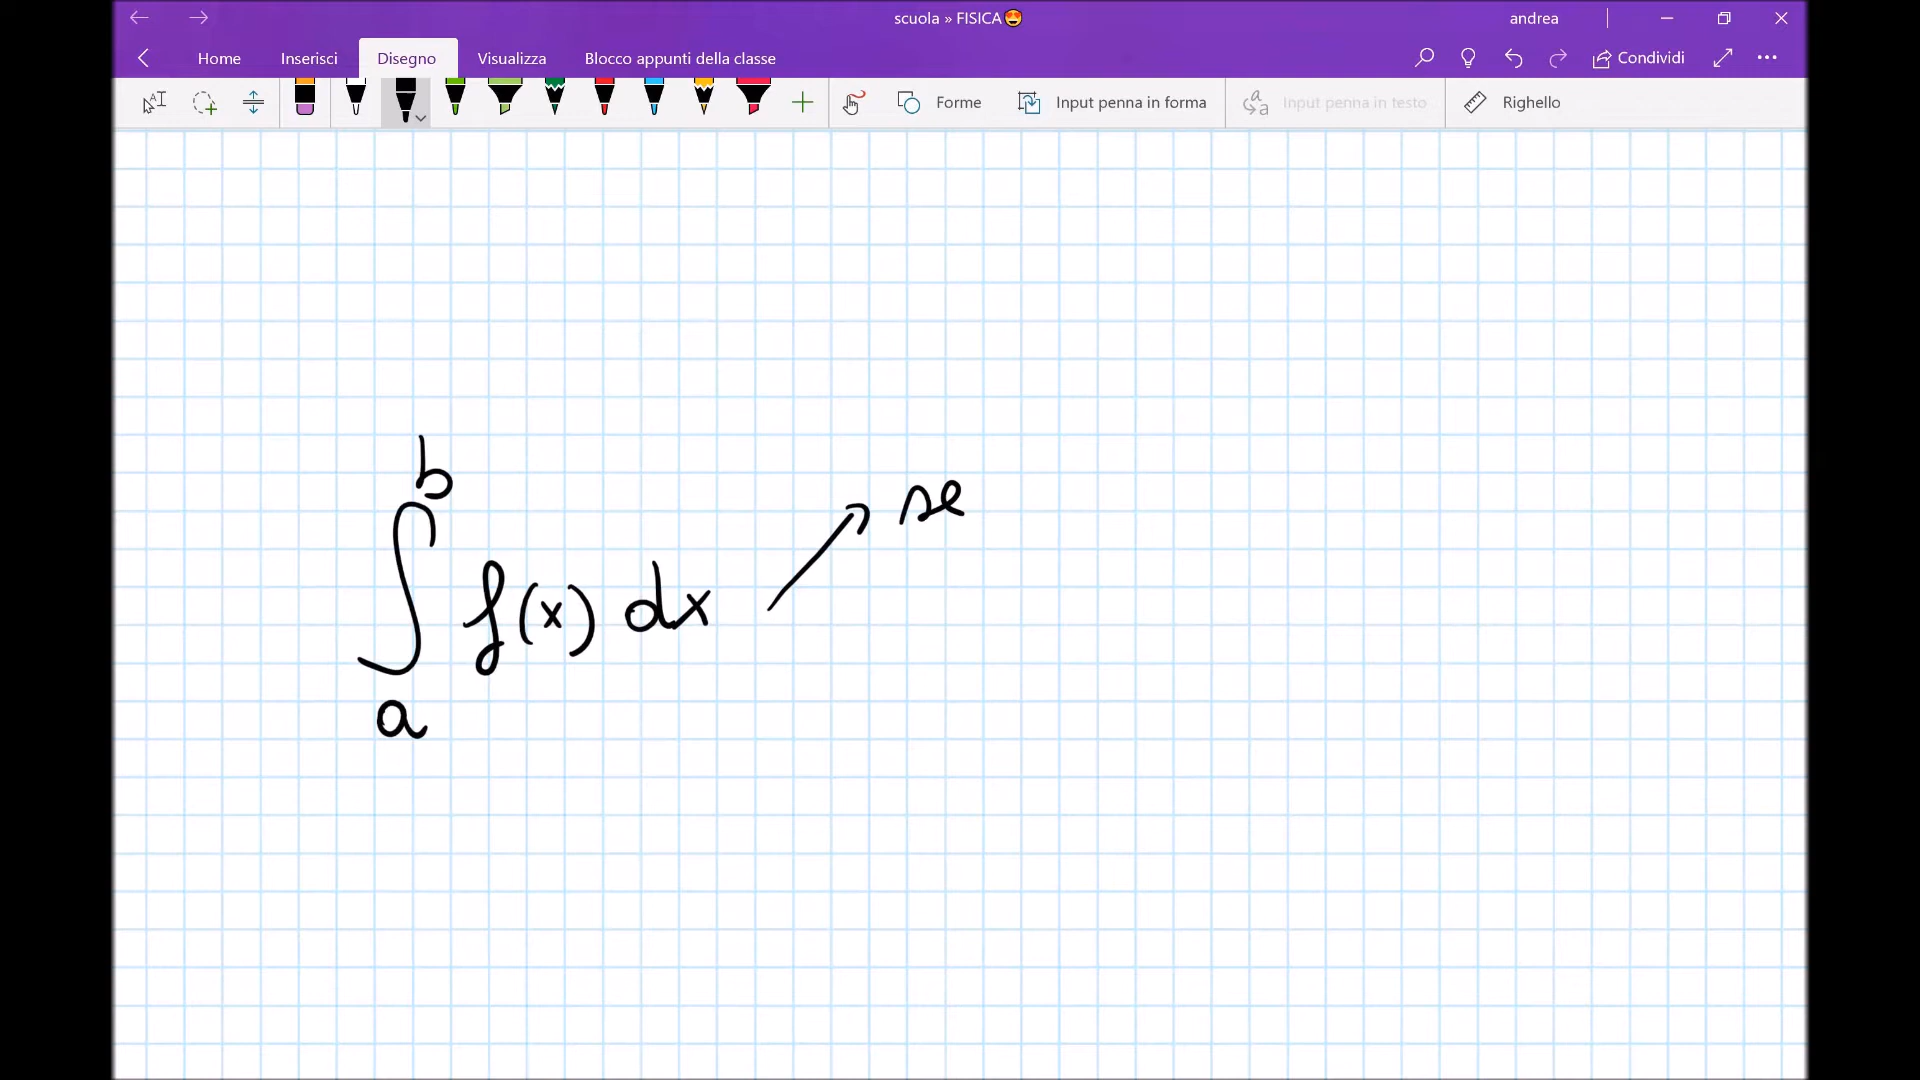 scuola » FISICA😍
andrea
Home Inserisci Disegno Visualizza Blocco appunti della classe Condividi
Forme Input penna in forma Input penna in testo Righello
b
∫ f(x) dx ↗ se
a